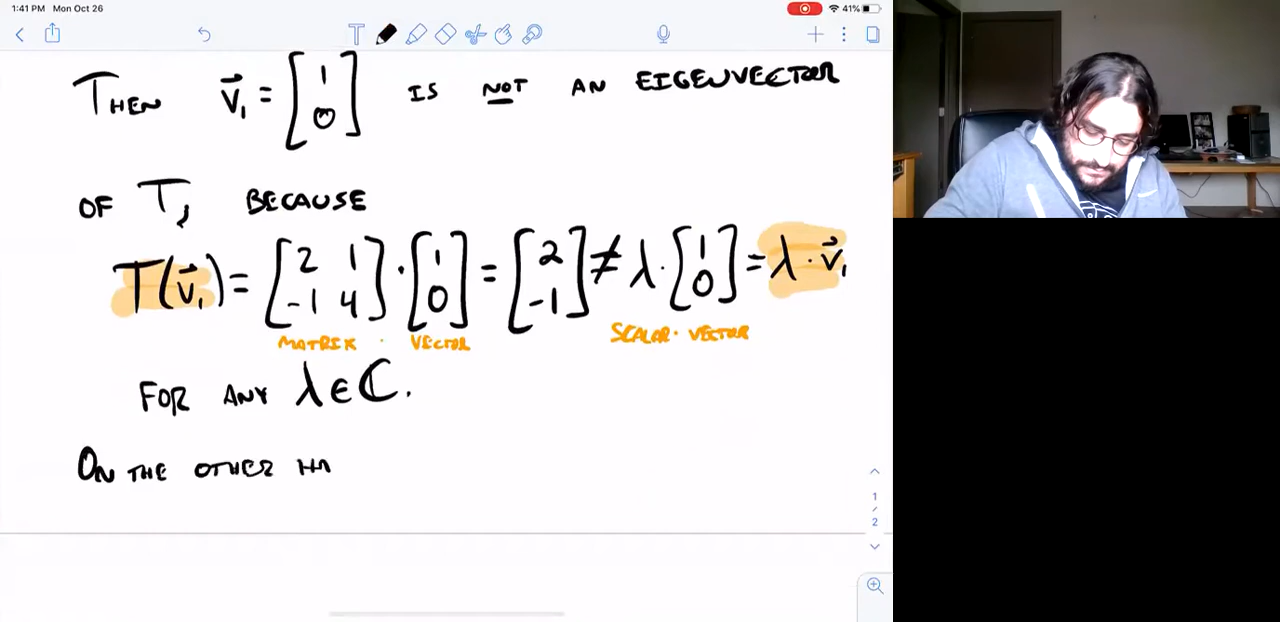 1:41 PM Mon Oct 26
41%
THEN v⃗₁ = [1 0] IS NOT AN EIGENVECTOR
OF T, BECAUSE
T(v⃗₁) = [2 1 -1 4] · [1 0] = [2 -1] ≠ λ · [1 0] = λ · v⃗₁
MATRIX · VECTOR SCALAR · VECTOR
FOR ANY λ∈ℂ.
ON THE OTHER HA
1
/
2